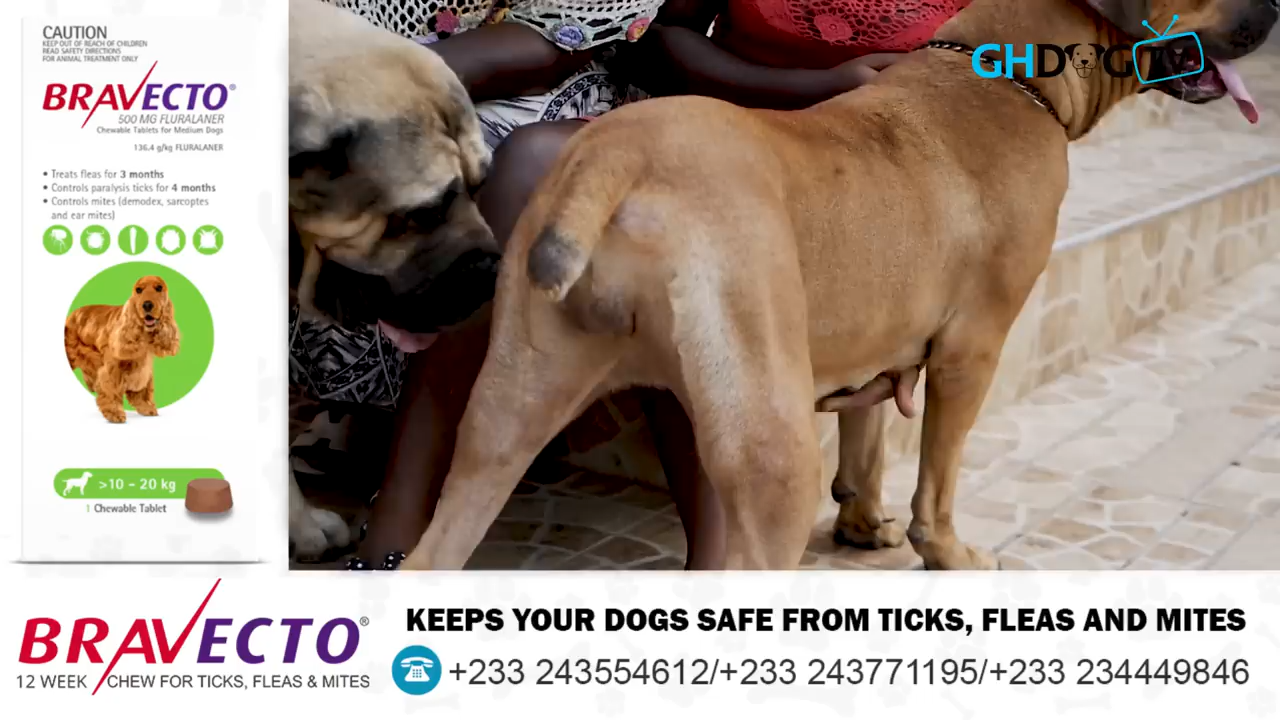 CAUTION
KEEP OUT OF REACH OF CHILDREN
READ SAFETY DIRECTIONS
FOR ANIMAL TREATMENT ONLY
BRAVECTO®
500 MG FLURALANER
Chewable Tablets for Medium Dogs
136.4 g/kg FLURALANER
• Treats fleas for 3 months
• Controls paralysis ticks for 4 months
• Controls mites (demodex, sarcoptes
and ear mites)
>10 - 20 kg
1 Chewable Tablet
GHDOGTV
BRAVECTO®
12 WEEK CHEW FOR TICKS, FLEAS & MITES
KEEPS YOUR DOGS SAFE FROM TICKS, FLEAS AND MITES
+233 243554612/+233 243771195/+233 234449846